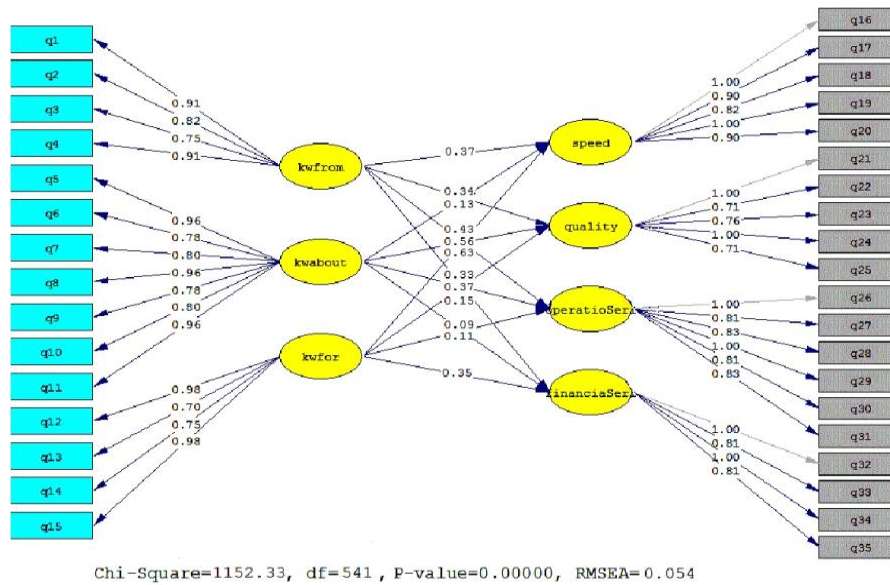 q1
q2
q3
q4
q5
q6
q7
q8
q9
q10
q11
q12
q13
q14
q15
0.91
0.82
0.75
0.91
0.96
0.78
0.80
0.96
0.78
0.80
0.96
0.98
0.70
0.75
0.98
kwfrom
kwabout
kwfor
0.37
0.34
0.13
0.43
0.56
0.63
0.33
0.37
0.15
0.09
0.11
0.35
speed
quality
operatioSeri
financiaSeri
1.00
0.90
0.82
1.00
0.90
1.00
0.71
0.76
1.00
0.71
1.00
0.81
0.83
1.00
0.81
0.83
1.00
0.81
1.00
0.81
q16
q17
q18
q19
q20
q21
q22
q23
q24
q25
q26
q27
q28
q29
q30
q31
q32
q33
q34
q35
Chi-Square=1152.33, df=541, P-value=0.00000, RMSEA=0.054